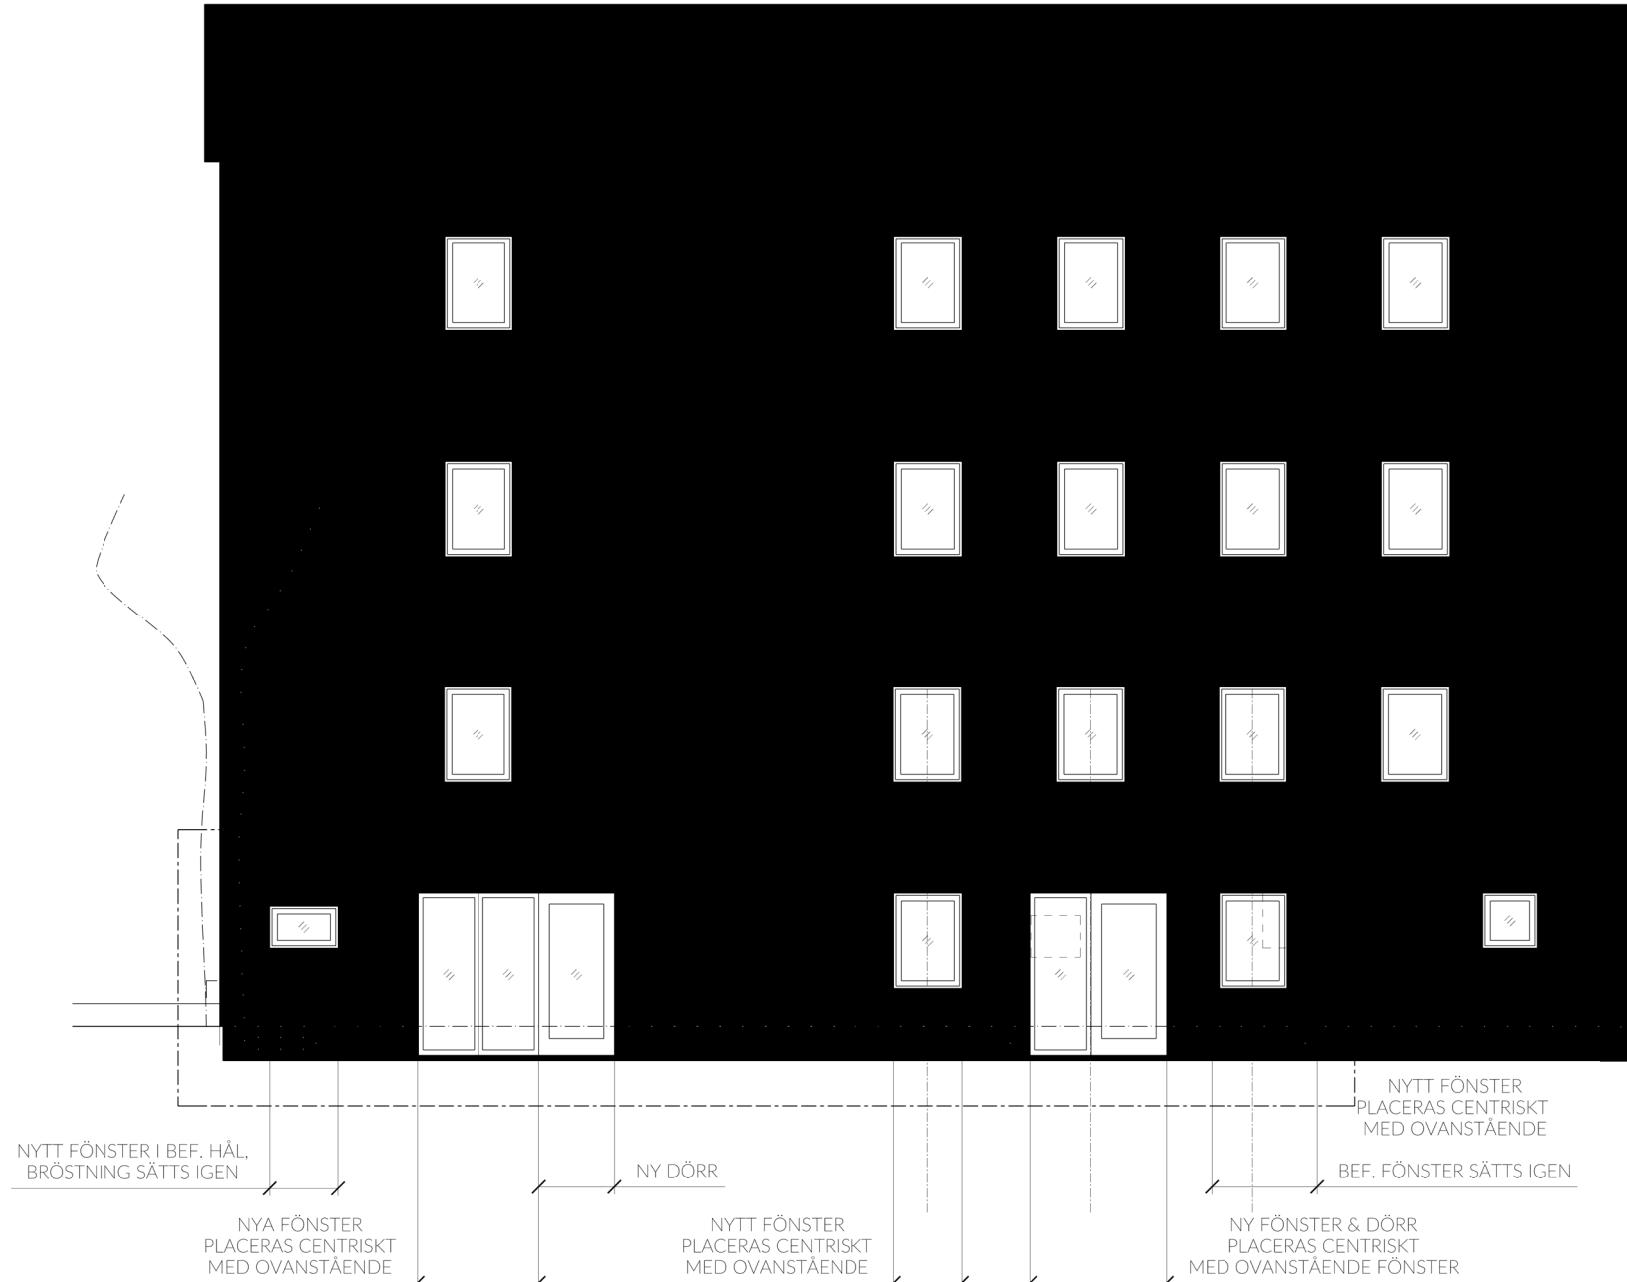 NYTT FÖNSTER
PLACERAS CENTRISKT
MED OVANSTÅENDE
NYTT FÖNSTER I BEF. HÅL,
BRÖSTNING SÄTTS IGEN
NY DÖRR
BEF. FÖNSTER SÄTTS IGEN
NYA FÖNSTER
PLACERAS CENTRISKT
MED OVANSTÅENDE
NYTT FÖNSTER
PLACERAS CENTRISKT
MED OVANSTÅENDE
NY FÖNSTER & DÖRR
PLACERAS CENTRISKT
MED OVANSTÅENDE FÖNSTER